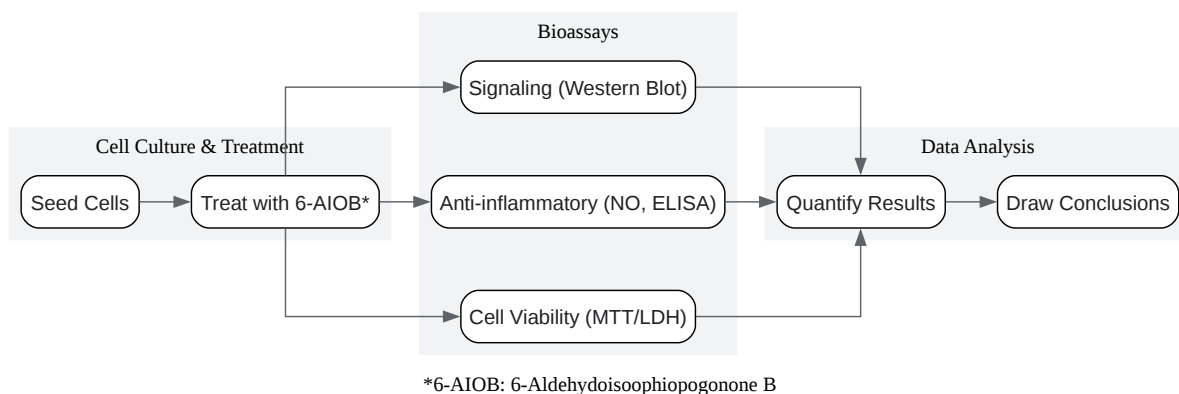 Bioassays
Signaling (Western Blot)
Cell Culture & Treatment
Data Analysis
Seed Cells
Treat with 6-AIOB*
Anti-inflammatory (NO, ELISA)
Quantify Results
Draw Conclusions
Cell Viability (MTT/LDH)
*6-AIOB: 6-Aldehydoisoophiopogonone B